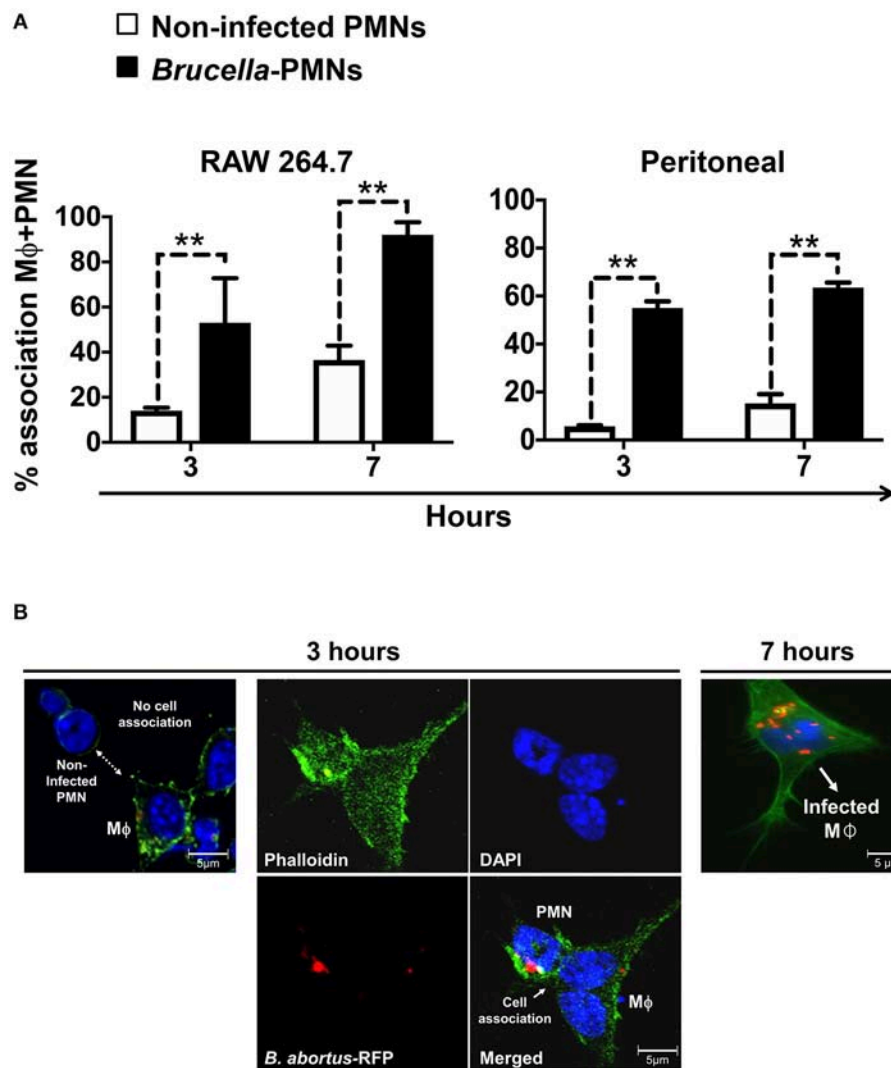 A
Non-infected PMNs
Brucella-PMNs
RAW 264.7
% association Mϕ+PMN
100
80
60
40
20
0
**
**
3
7
Peritoneal
100
80
60
40
20
0
**
**
3
7
Hours
B
3 hours
7 hours
No cell
association
Non-
Infected
PMN
Mϕ
5µm
Phalloidin
DAPI
B. abortus-RFP
PMN
Cell
association
Mϕ
Merged
5µm
Infected
MΦ
5 µ